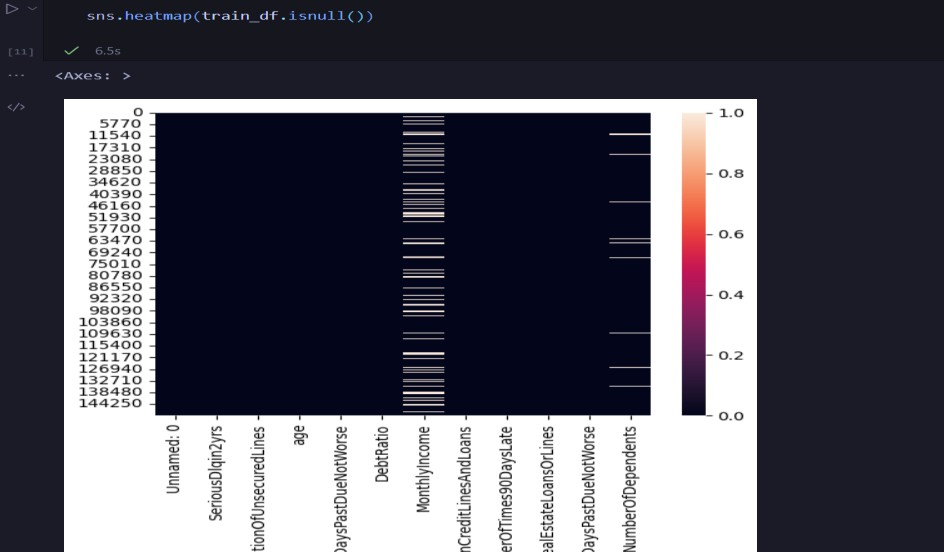 sns.heatmap(train_df.isnull())
[11]
6.5s
...
<Axes: >
</>
0
5770
11540
17310
23080
28850
34620
40390
46160
51930
57700
63470
69240
75010
80780
86550
92320
98090
103860
109630
115400
121170
126940
132710
138480
144250
1.0
0.8
0.6
0.4
0.2
0.0
Unnamed: 0
SeriousDlqin2yrs
tionOfUnsecuredLines
age
DaysPastDueNotWorse
DebtRatio
MonthlyIncome
nCreditLinesAndLoans
erOfTimes90DaysLate
ealEstateLoansOrLines
DaysPastDueNotWorse
NumberOfDependents